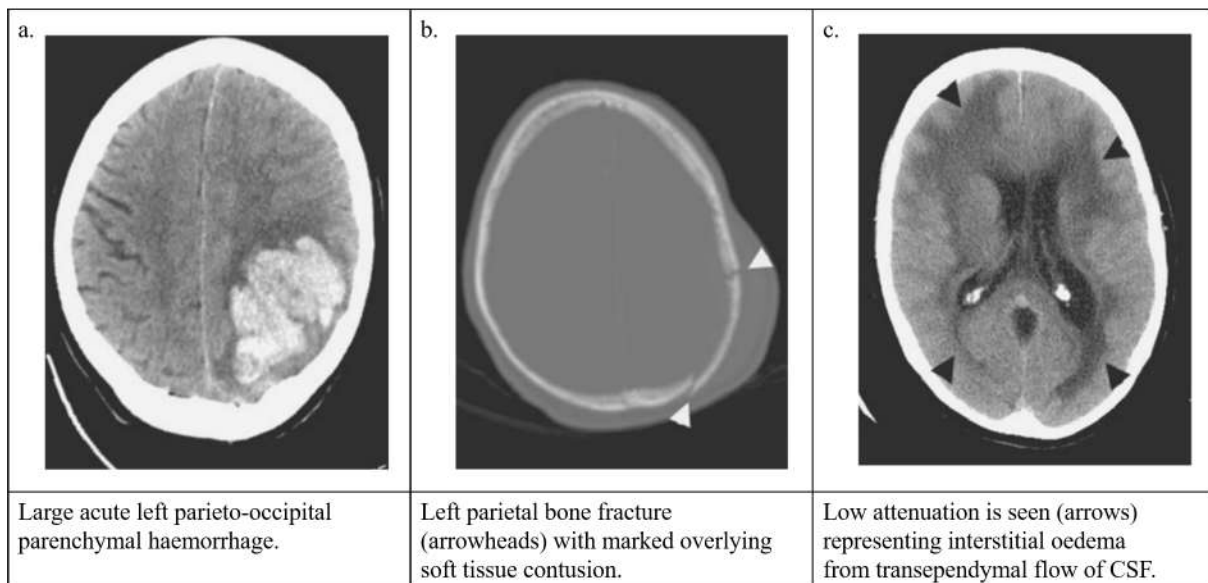 a.
b.
c.
Large acute left parieto-occipital
parenchymal haemorrhage.
Left parietal bone fracture
(arrowheads) with marked overlying
soft tissue contusion.
Low attenuation is seen (arrows)
representing interstitial oedema
from transependymal flow of CSF.